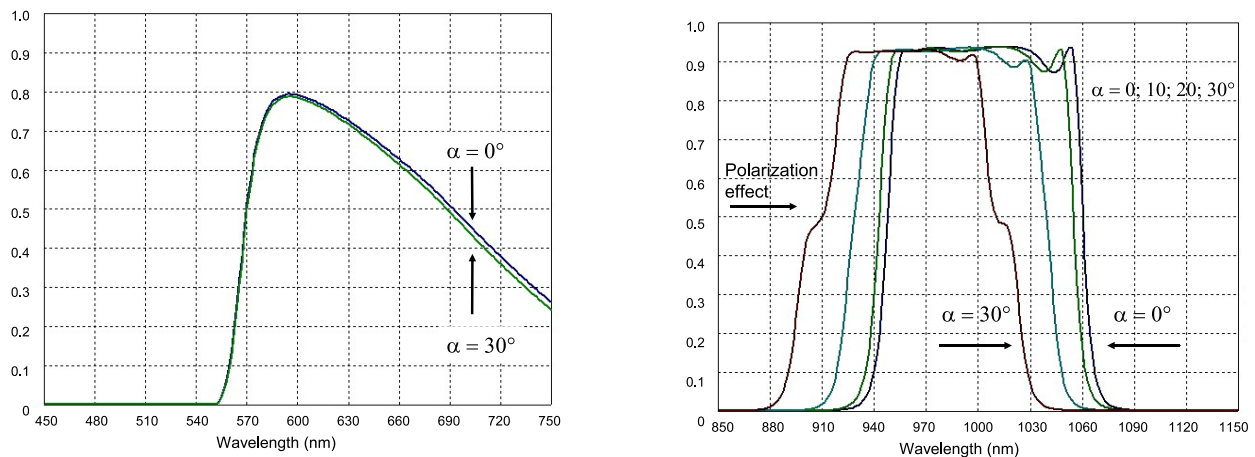 1.0
0.9
0.8
0.7
0.6
0.5
0.4
0.3
0.2
0.1
0
α = 0°
α = 30°
450 480 510 540 570 600 630 660 690 720 750
Wavelength (nm)
1.0
0.9
0.8
0.7
0.6
0.5
0.4
0.3
0.2
0.1
0
α = 0; 10; 20; 30°
Polarization
effect
α = 30°
α = 0°
850 880 910 940 970 1000 1030 1060 1090 1120 1150
Wavelength (nm)